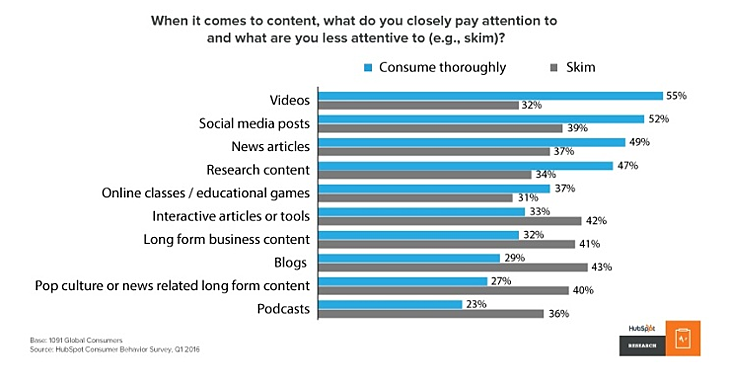 When it comes to content, what do you closely pay attention to
and what are you less attentive to (e.g., skim)?
Consume thoroughly Skim
Videos 55%
32%
Social media posts 52%
39%
News articles 49%
37%
Research content 47%
34%
Online classes / educational games 37%
31%
Interactive articles or tools 33%
42%
Long form business content 32%
41%
Blogs 29%
43%
Pop culture or news related long form content 27%
40%
Podcasts 23%
36%
Base: 1091 Global Consumers
Source: HubSpot Consumer Behavior Survey, Q1 2016
HubSpot
RESEARCH
A+